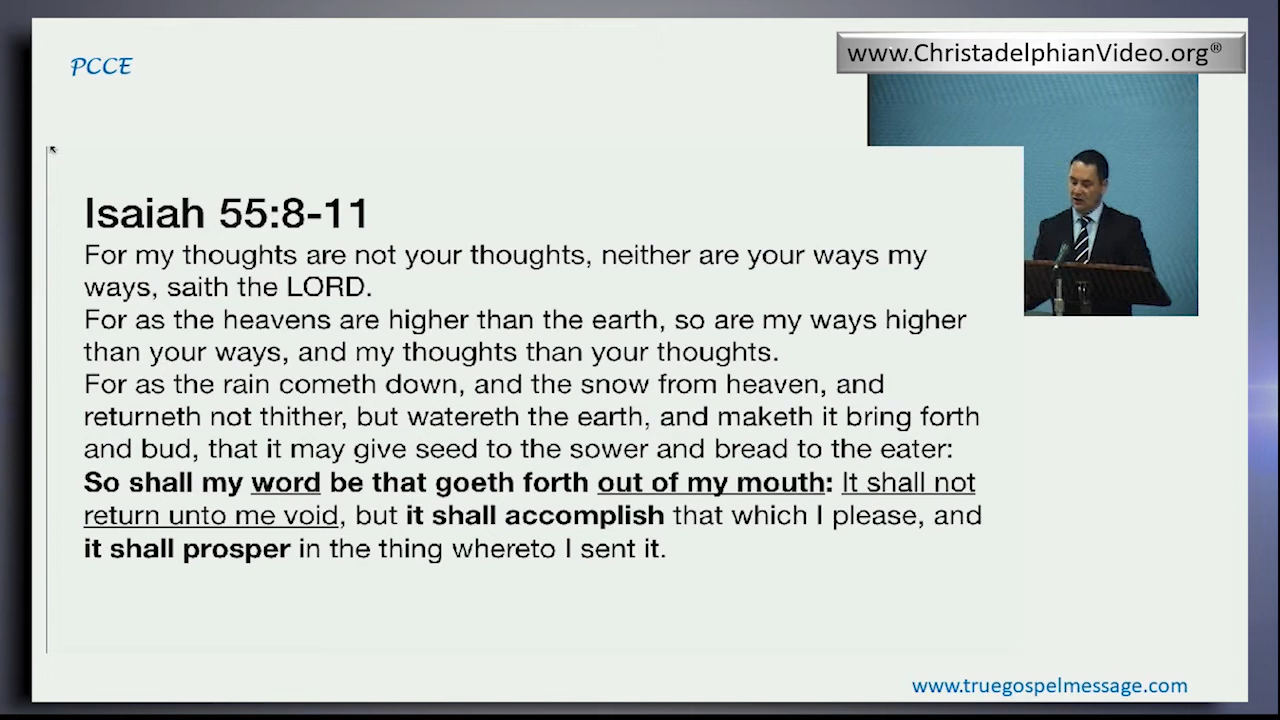 PCCE
www.ChristadelphianVideo.org®
Isaiah 55:8-11
For my thoughts are not your thoughts, neither are your ways my
ways, saith the LORD.
For as the heavens are higher than the earth, so are my ways higher
than your ways, and my thoughts than your thoughts.
For as the rain cometh down, and the snow from heaven, and
returneth not thither, but watereth the earth, and maketh it bring forth
and bud, that it may give seed to the sower and bread to the eater:
So shall my word be that goeth forth out of my mouth: It shall not
return unto me void, but it shall accomplish that which I please, and
it shall prosper in the thing whereto I sent it.
www.truegospelmessage.com